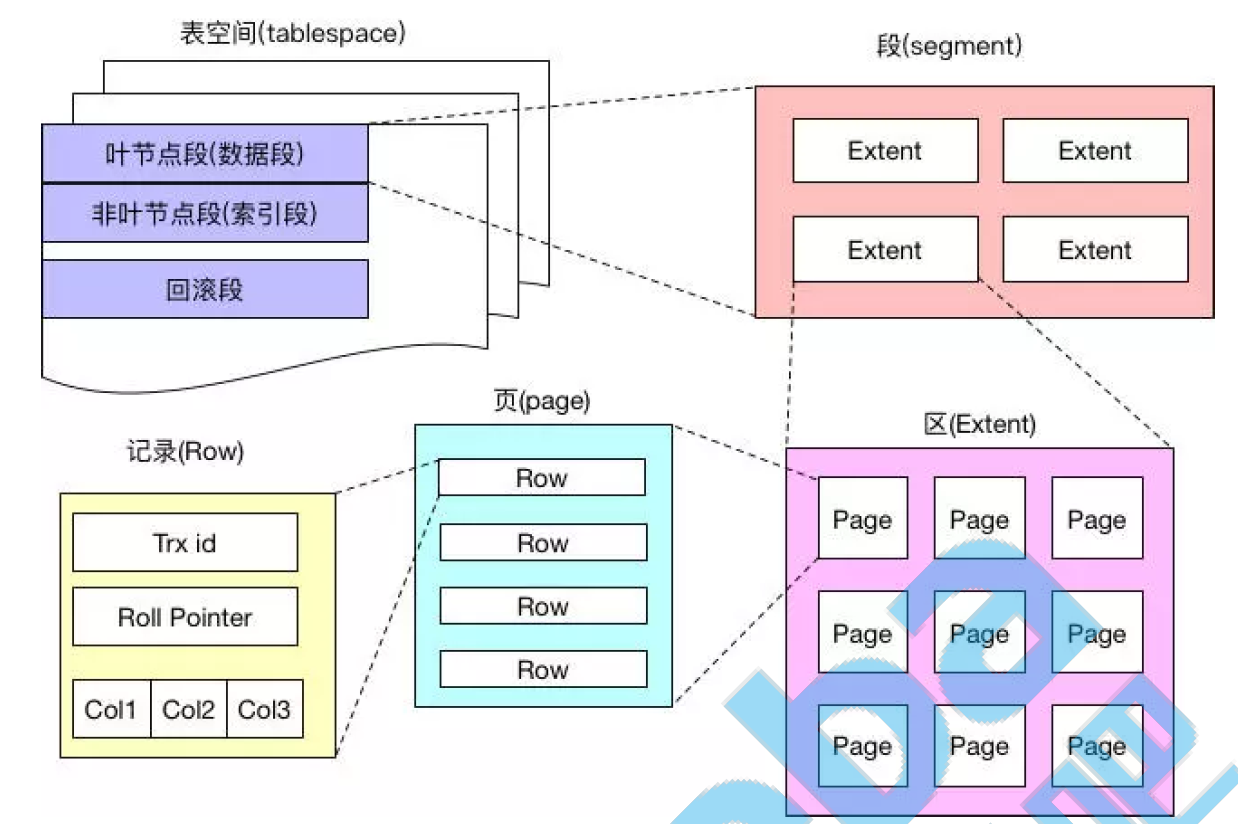 表空间(tablespace)
叶节点段(数据段)
非叶节点段(索引段)
回滚段
段(segment)
Extent Extent
Extent Extent
记录(Row)
Trx id
Roll Pointer
Col1 Col2 Col3
页(page)
Row
Row
Row
Row
区(Extent)
Page Page Page
Page Page Page
Page Page Page